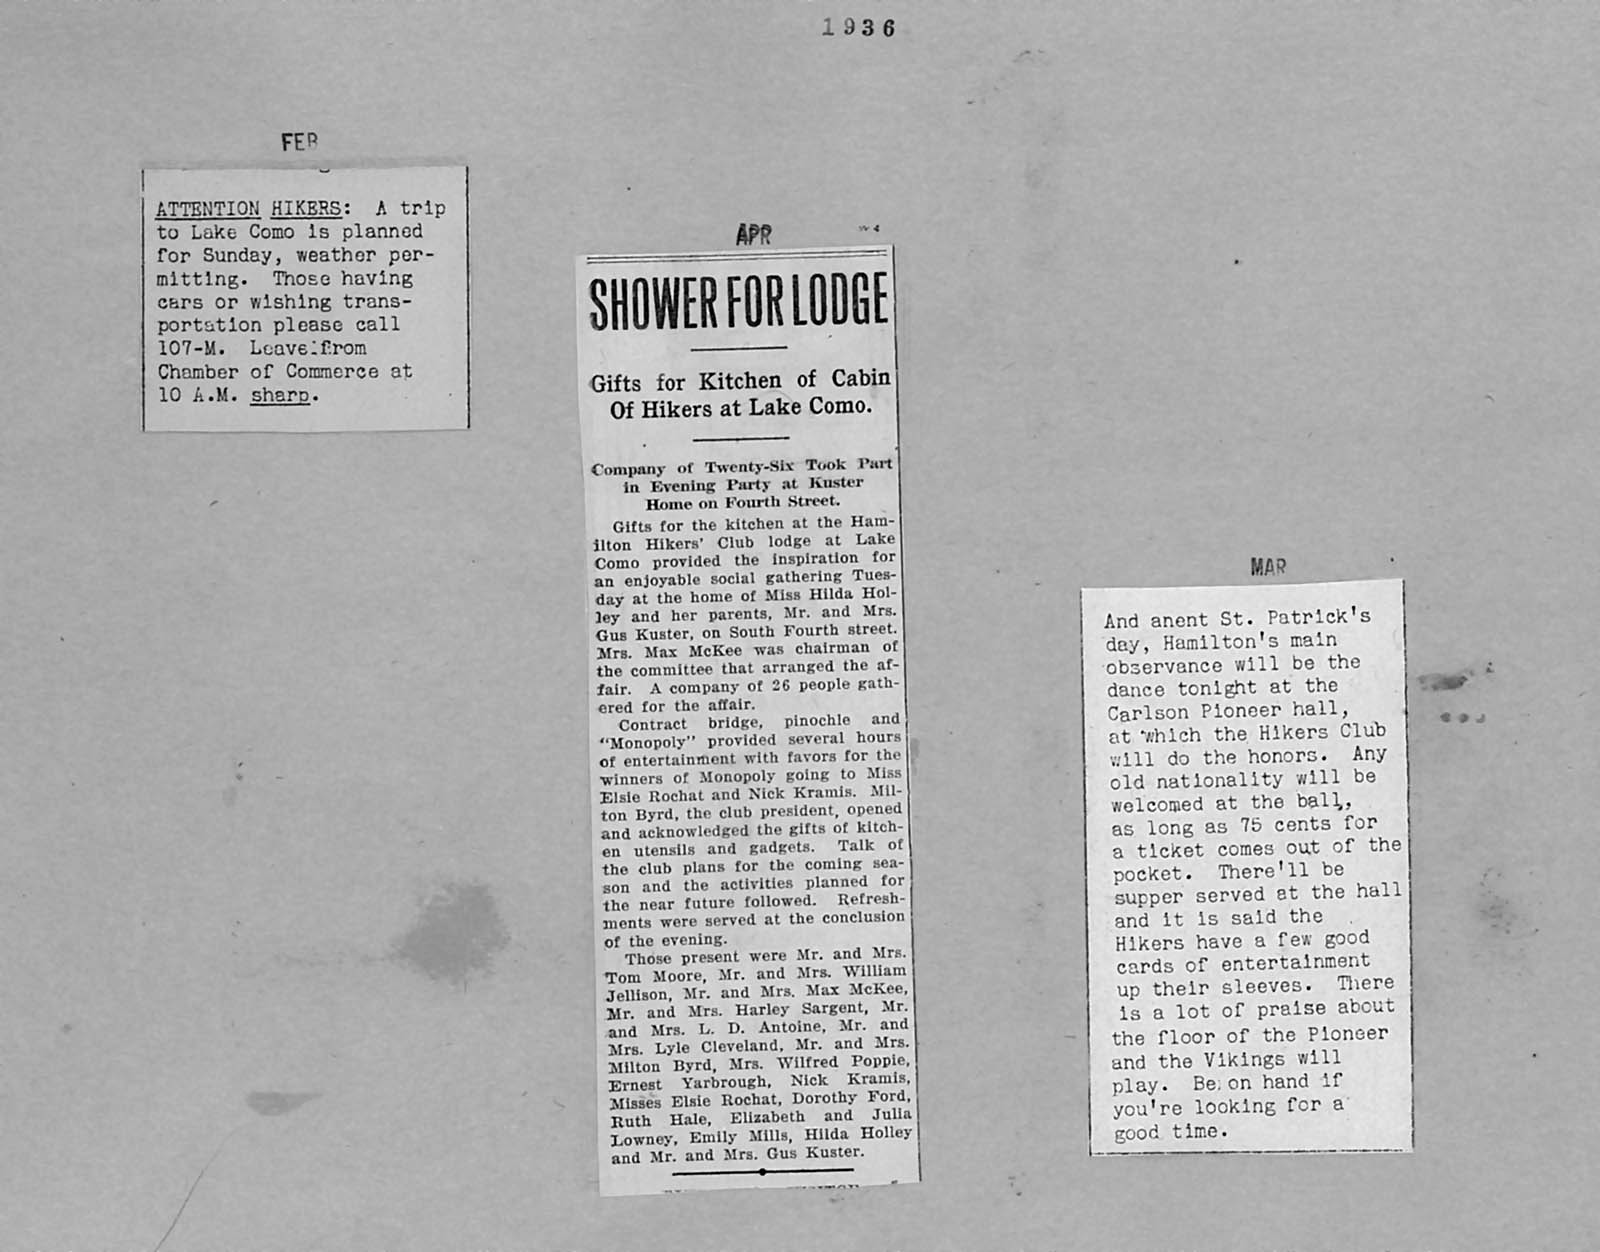 1936
FEB
ATTENTION HIKERS: A trip
to Lake Como is planned
for Sunday, weather per-
mitting. Those having
cars or wishing trans-
portation please call
107-M. Leave from
Chamber of Commerce at
10 A.M. sharp.
APR
SHOWER FOR LODGE
Gifts for Kitchen of Cabin
Of Hikers at Lake Como.
Company of Twenty-Six Took Part
in Evening Party at Kuster
Home on Fourth Street.
Gifts for the kitchen at the Ham-
ilton Hikers' Club lodge at Lake
Como provided the inspiration for
an enjoyable social gathering Tues-
day at the home of Miss Hilda Hol-
ley and her parents, Mr. and Mrs.
Gus Kuster, on South Fourth street.
Mrs. Max McKee was chairman of
the committee that arranged the af-
fair. A company of 26 people gath-
ered for the affair.
Contract bridge, pinochle and
"Monopoly" provided several hours
of entertainment with favors for the
winners of Monopoly going to Miss
Elsie Rochat and Nick Kramis. Mil-
ton Byrd, the club president, opened
and acknowledged the gifts of kitch-
en utensils and gadgets. Talk of
the club plans for the coming sea-
son and the activities planned for
the near future followed. Refresh-
ments were served at the conclusion
of the evening.
Those present were Mr. and Mrs.
Tom Moore, Mr. and Mrs. William
Jellison, Mr. and Mrs. Max McKee,
Mr. and Mrs. Harley Sargent, Mr.
and Mrs. L. D. Antoine, Mr. and
Mrs. Lyle Cleveland, Mr. and Mrs.
Milton Byrd, Mrs. Wilfred Poppie,
Ernest Yarbrough, Nick Kramis,
Misses Elsie Rochat, Dorothy Ford,
Ruth Hale, Elizabeth and Julia
Lowney, Emily Mills, Hilda Holley
and Mr. and Mrs. Gus Kuster.
MAR
And anent St. Patrick's
day, Hamilton's main
observance will be the
dance tonight at the
Carlson Pioneer hall,
at which the Hikers Club
will do the honors. Any
old nationality will be
welcomed at the ball,
as long as 75 cents for
a ticket comes out of the
pocket. There'll be
supper served at the hall
and it is said the
Hikers have a few good
cards of entertainment
up their sleeves. There
is a lot of praise about
the floor of the Pioneer
and the Vikings will
play. Be on hand if
you're looking for a
good time.